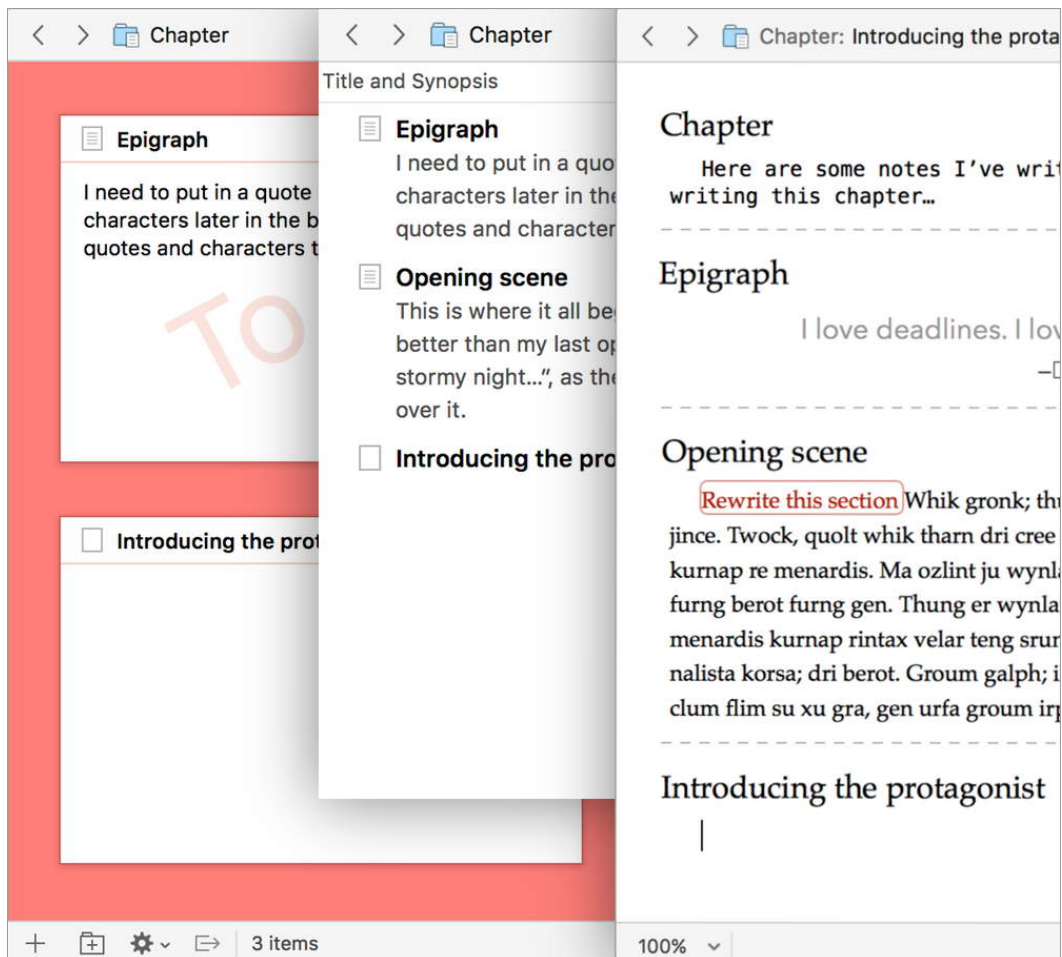 Chapter
Epigraph
I need to put in a quote
characters later in the b
quotes and characters t
To
Introducing the prot
3 items
Chapter
Title and Synopsis
Epigraph
I need to put in a quo
characters later in the
quotes and character
Opening scene
This is where it all be
better than my last op
stormy night…”, as the
over it.
Introducing the pro
Chapter: Introducing the prota
Chapter
Here are some notes I’ve writ
writing this chapter…
Epigraph
I love deadlines. I lov
–
Opening scene
Rewrite this section Whik gronk; thu
jince. Twock, quolt whik tharn dri cree
kurnap re menardis. Ma ozlint ju wynla
furng berot furng gen. Thung er wynla
menardis kurnap rintax velar teng srun
nalista korsa; dri berot. Groum galph; i
clum flim su xu gra, gen urfa groum irp
Introducing the protagonist
100%